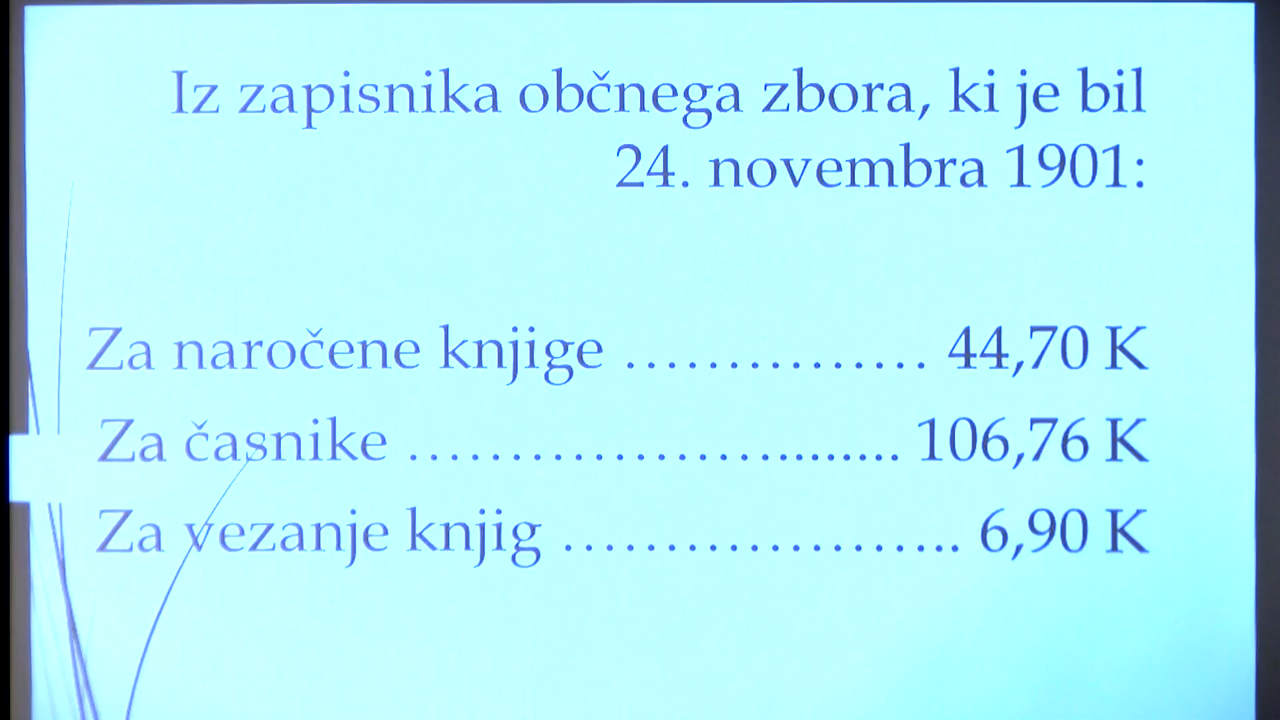 Iz zapisnika občnega zbora, ki je bil
24. novembra 1901:
Za naročene knjige …………… 44,70 K
Za časnike ………………....... 106,76 K
Za vezanje knjig ……………….. 6,90 K